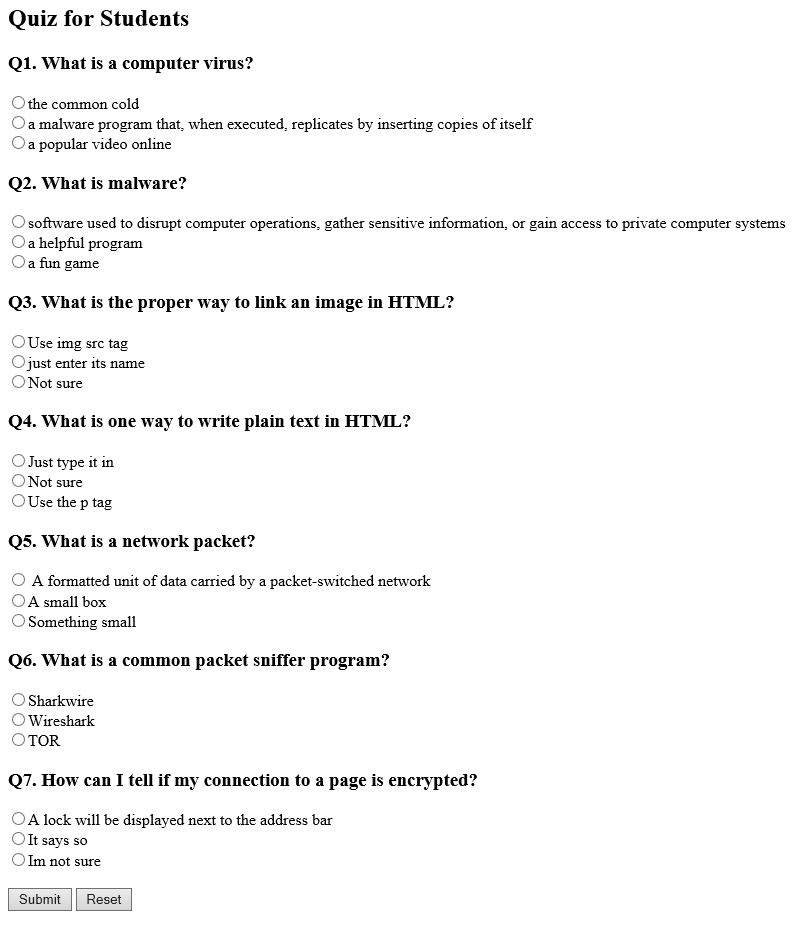 Quiz for Students
Q1. What is a computer virus?
the common cold
a malware program that, when executed, replicates by inserting copies of itself
a popular video online
Q2. What is malware?
software used to disrupt computer operations, gather sensitive information, or gain access to private computer systems
a helpful program
a fun game
Q3. What is the proper way to link an image in HTML?
Use img src tag
just enter its name
Not sure
Q4. What is one way to write plain text in HTML?
Just type it in
Not sure
Use the p tag
Q5. What is a network packet?
A formatted unit of data carried by a packet-switched network
A small box
Something small
Q6. What is a common packet sniffer program?
Sharkwire
Wireshark
TOR
Q7. How can I tell if my connection to a page is encrypted?
A lock will be displayed next to the address bar
It says so
Im not sure
Submit Reset